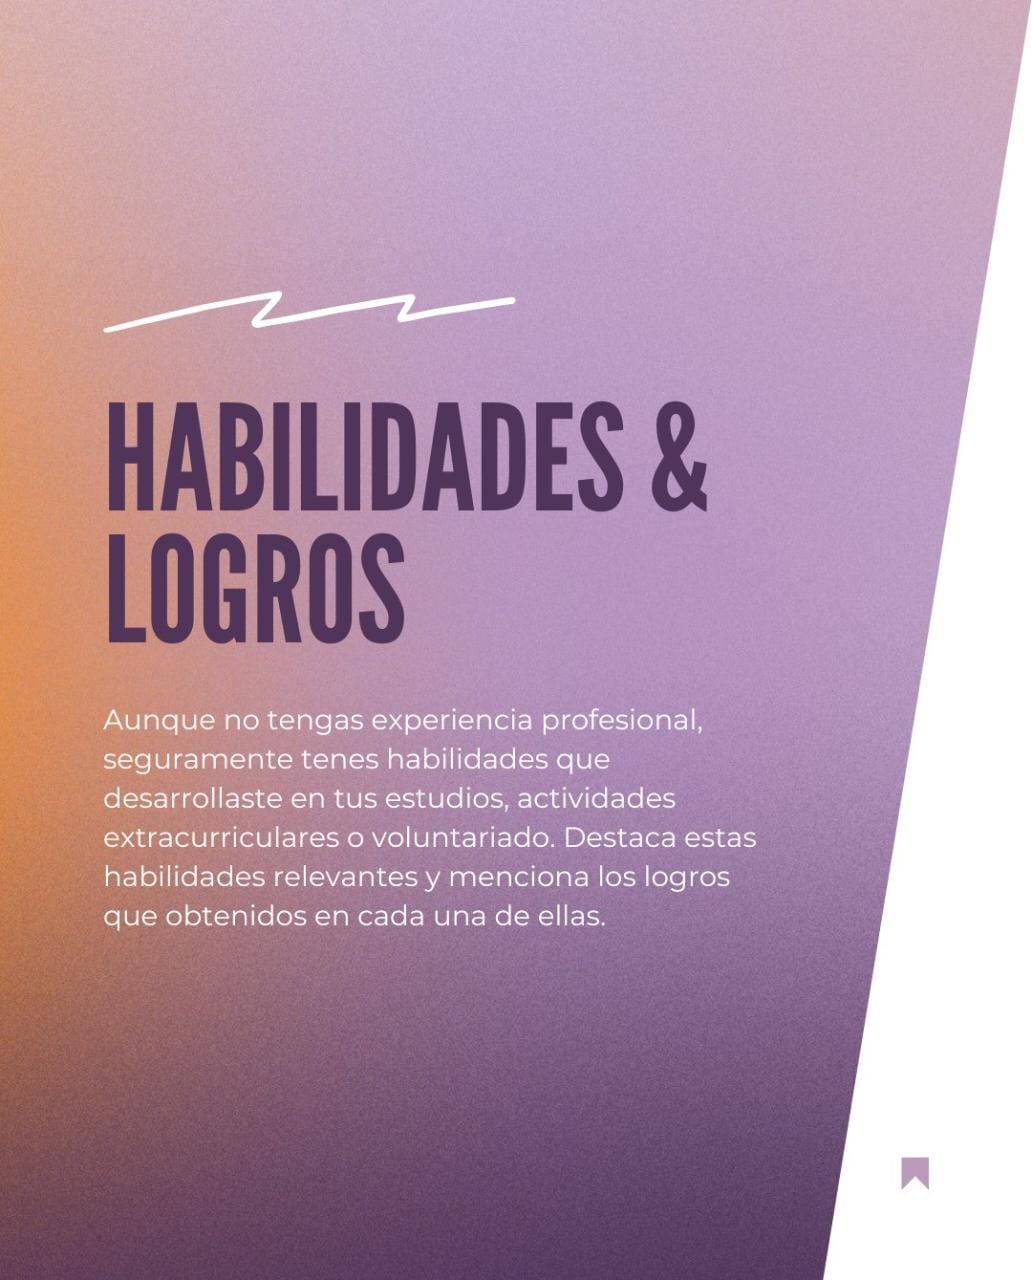 HABILIDADES &
LOGROS
Aunque no tengas experiencia profesional,
seguramente tenes habilidades que
desarrollaste en tus estudios, actividades
extracurriculares o voluntariado. Destaca estas
habilidades relevantes y menciona los logros
que obtenidos en cada una de ellas.